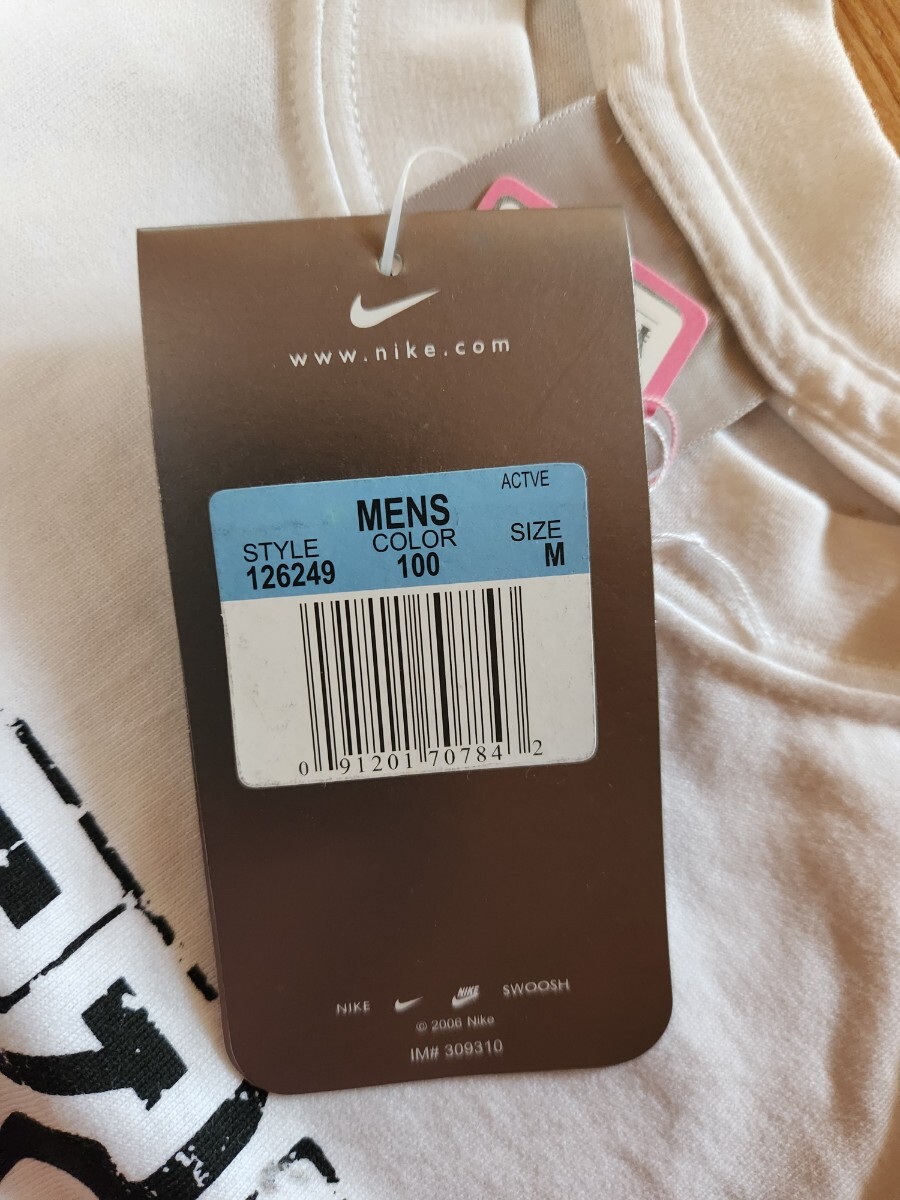 www.nike.com
ACTVE
MENS
STYLE COLOR SIZE
126249 100 M
0 91201 70784 2
NIKE NIKE SWOOSH
© 2006 Nike
IM# 309310